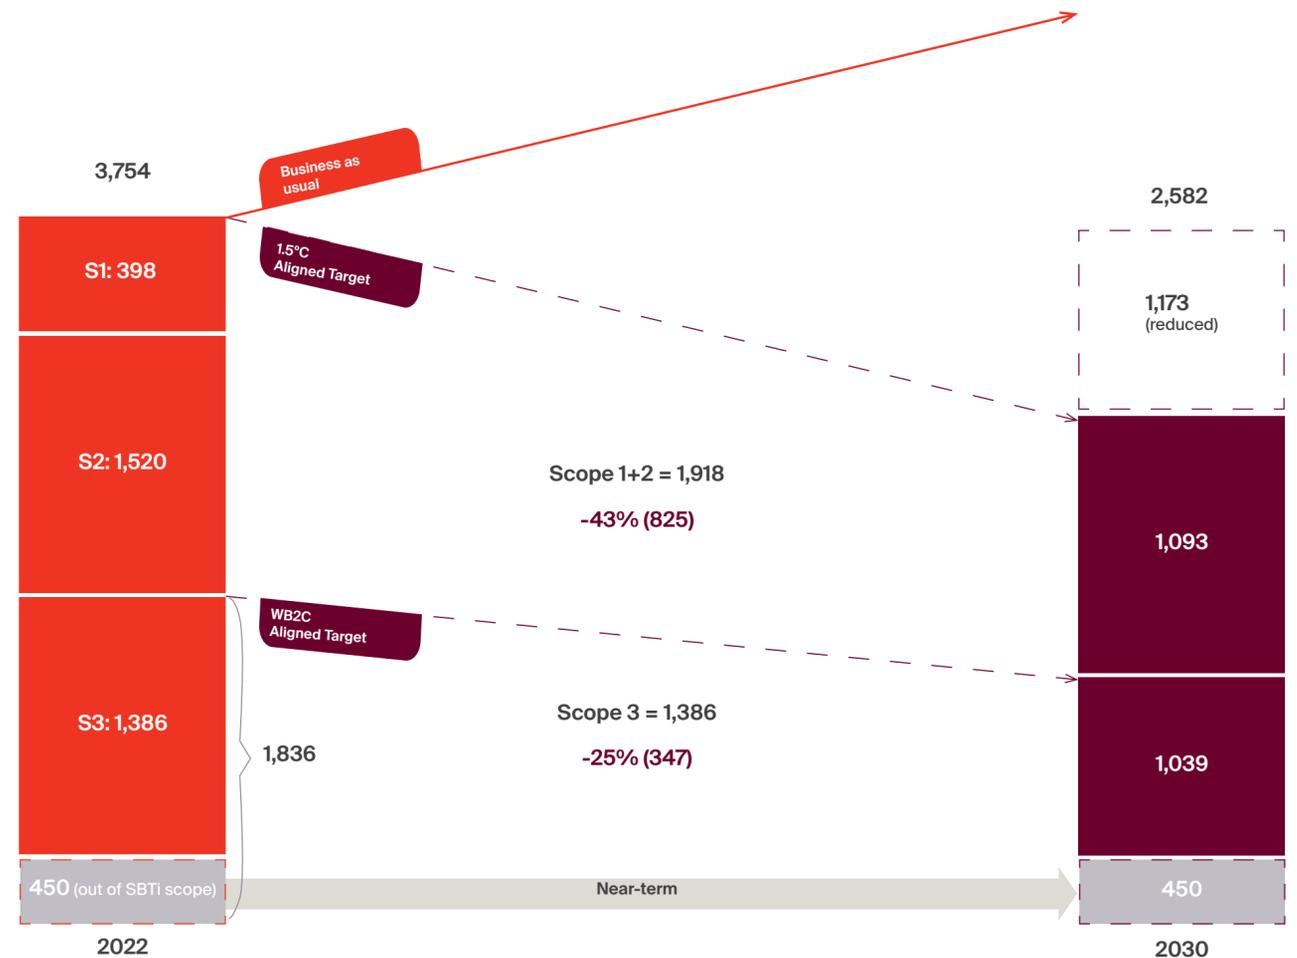 3,754
S1: 398
S2: 1,520
S3: 1,386
450 (out of SBTi scope)
2022
Business as
usual
1.5°C
Aligned Target
Scope 1+2 = 1,918
-43% (825)
WB2C
Aligned Target
1,836
Scope 3 = 1,386
-25% (347)
Near-term
2,582
1,173
(reduced)
1,093
1,039
450
2030